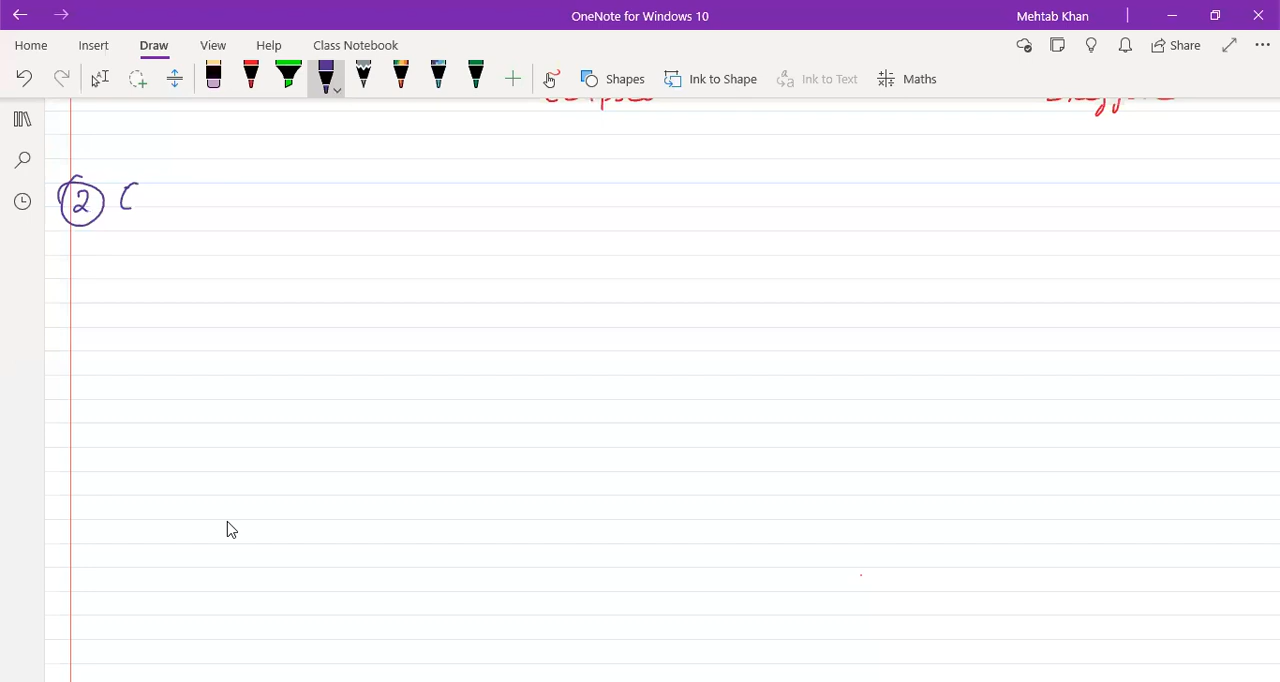 OneNote for Windows 10
Mehtab Khan
Home Insert Draw View Help Class Notebook
Share
Shapes Ink to Shape Ink to Text Maths
② (